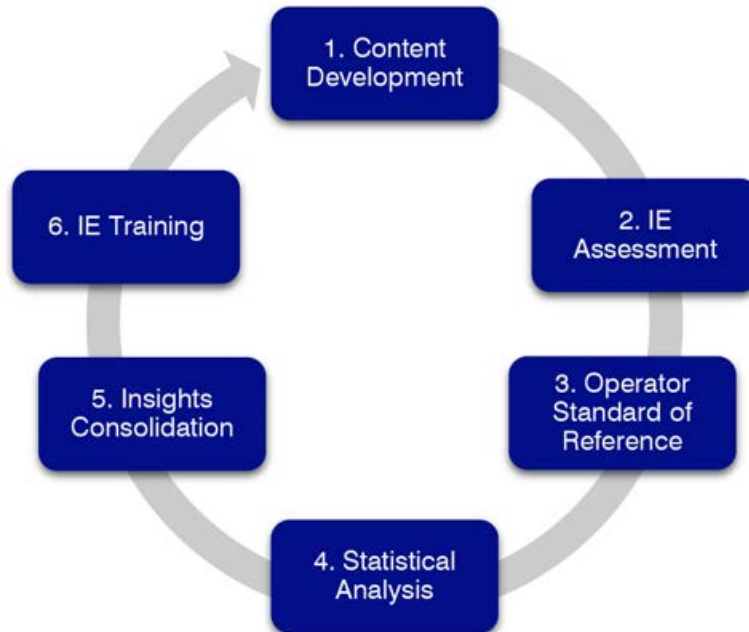 1. Content
Development
2. IE
Assessment
3. Operator
Standard of
Reference
4. Statistical
Analysis
5. Insights
Consolidation
6. IE Training